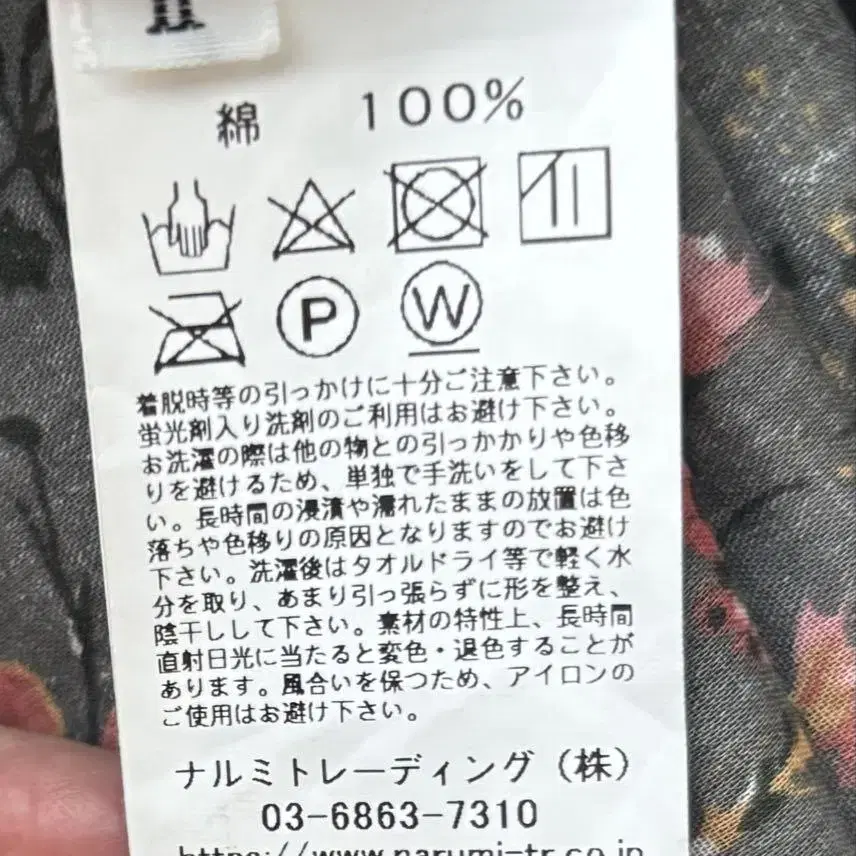 綿 100%
P W
着脱時等の引っかけに十分ご注意下さい。
蛍光剤入り洗剤のご利用はお避け下さい。
お洗濯の際は他の物との引っかかりや色移
りを避けるため、単独で手洗いをして下さ
い。長時間の浸漬や濡れたままの放置は色
落ちや色移りの原因となりますのでお避け
下さい。洗濯後はタオルドライ等で軽く水
分を取り、あまり引っ張らずに形を整え、
陰干しして下さい。素材の特性上、長時間
直射日光に当たると変色・退色することが
あります。風合いを保つため、アイロンの
ご使用はお避け下さい。
ナルミトレーディング（株）
03-6863-7310
https://www.narumi-tr.co.jp